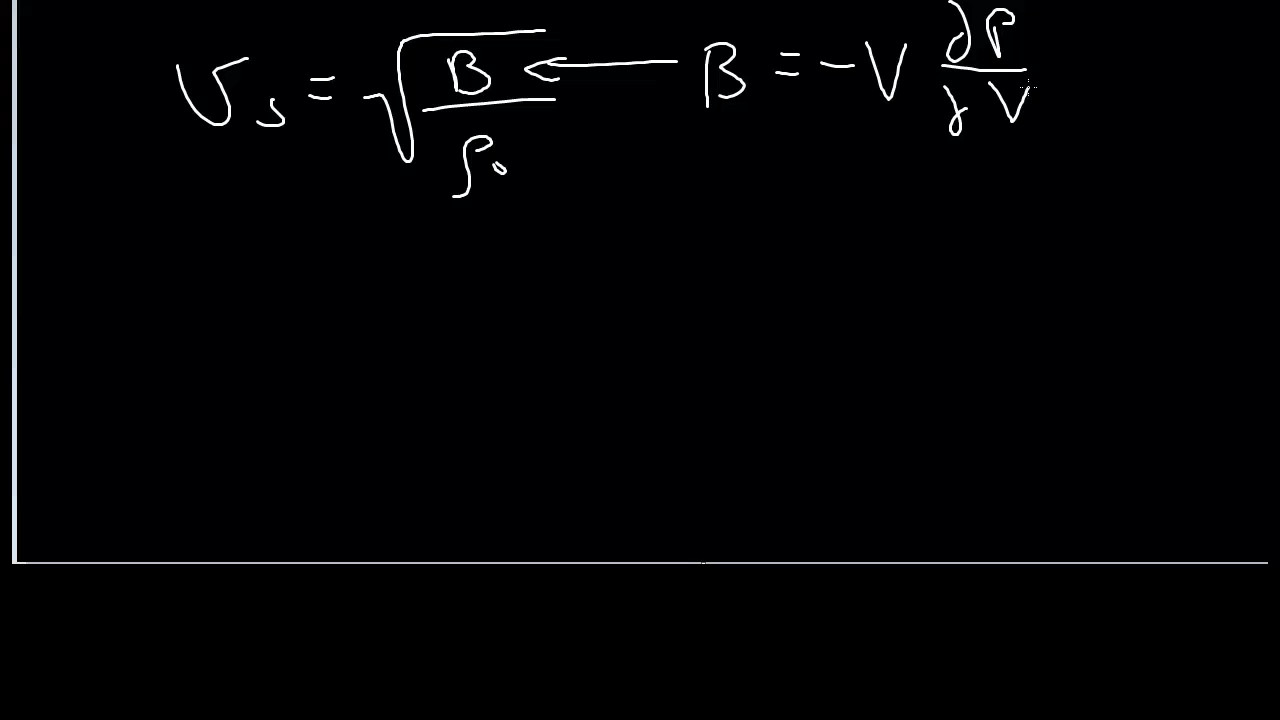 v_s = √(B/ρ₀) ← B = -V ∂P/∂V